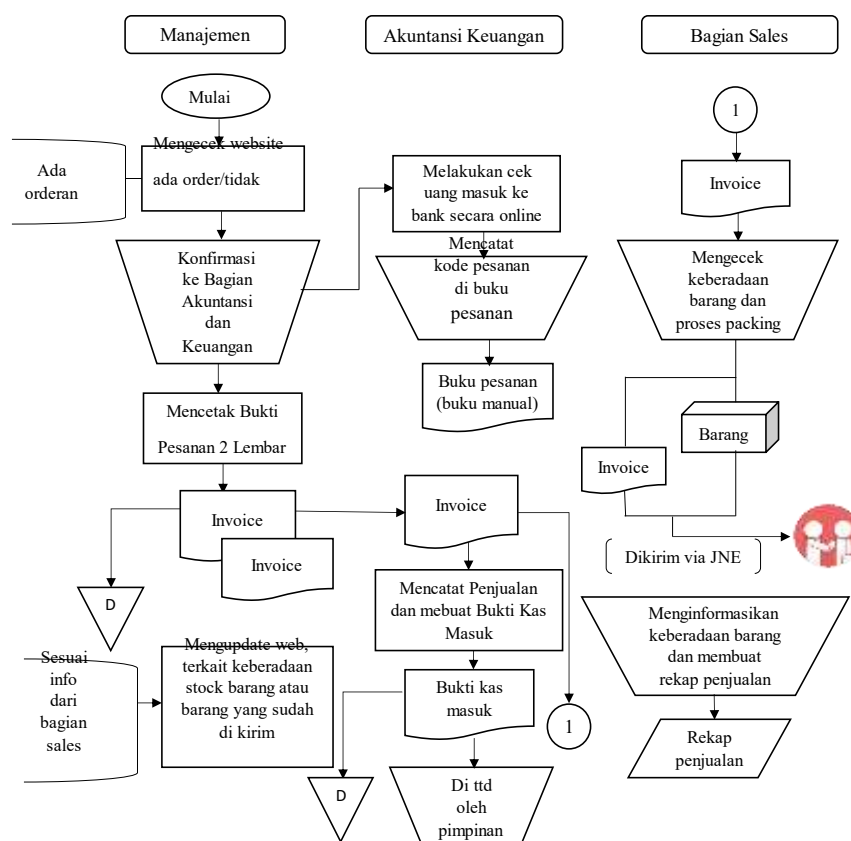 Manajemen
Akuntansi Keuangan
Bagian Sales
Mulai
Mengecek website
ada order/tidak
Ada
orderan
Konfirmasi
ke Bagian
Akuntansi
dan
Keuangan
Mencetak Bukti
Pesanan 2 Lembar
Invoice
Invoice
D
Sesuai
info
dari
bagian
sales
Mengupdate web,
terkait keberadaan
stock barang atau
barang yang sudah
di kirim
Melakukan cek
uang masuk ke
bank secara online
Mencatat
kode pesanan
di buku
pesanan
Buku pesanan
(buku manual)
Invoice
Mencatat Penjualan
dan mebuat Bukti Kas
Masuk
Bukti kas
masuk
D
1
Di ttd
oleh
pimpinan
1
Invoice
Mengecek
keberadaan
barang dan
proses packing
Barang
Invoice
Dikirim via JNE
Menginformasikan
keberadaan barang
dan membuat
rekap penjualan
Rekap
penjualan